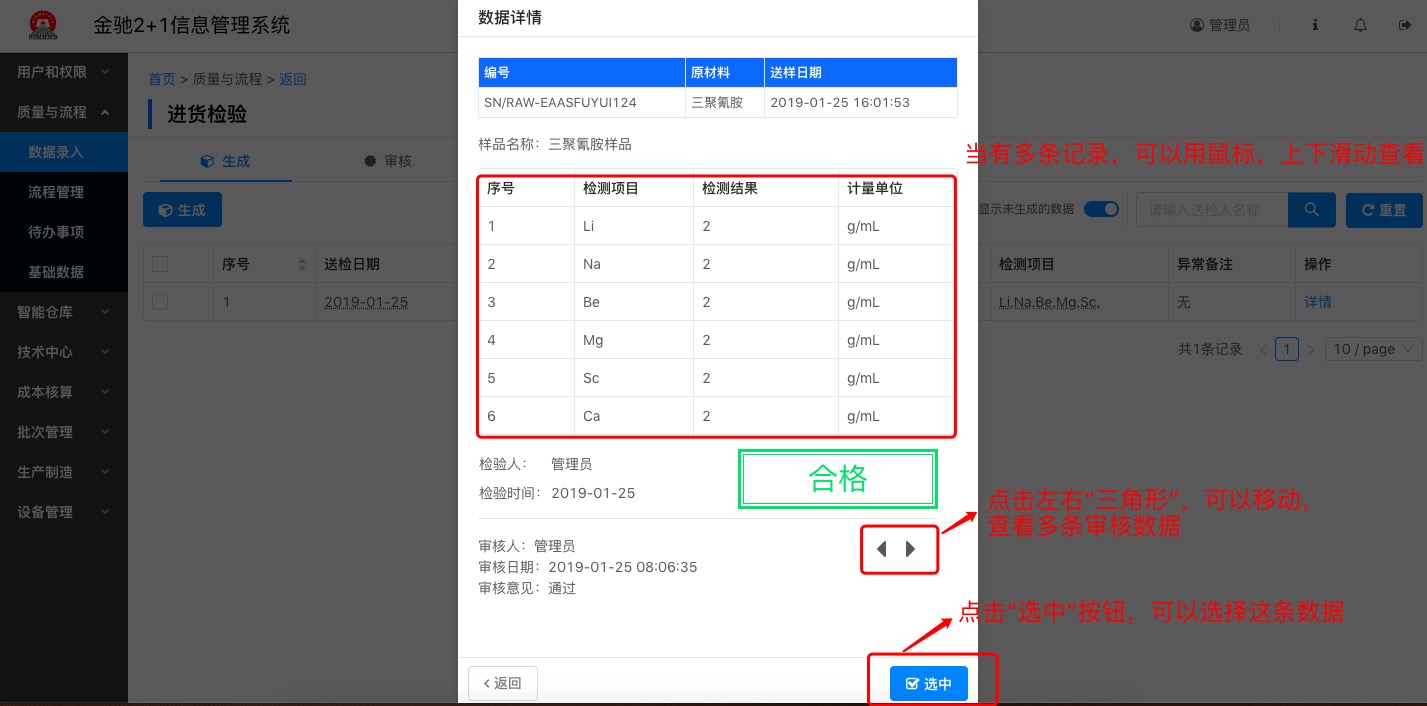 金驰2+1信息管理系统
管理员
用户和权限
质量与流程
数据录入
流程管理
待办事项
基础数据
智能仓库
技术中心
成本核算
批次管理
生产制造
设备管理
首页 > 质量与流程 > 返回
进货检验
生成
审核
生成
显示未生成的数据
请输入送检人名称
重置
序号 送检日期 检测项目 异常备注 操作
1 2019-01-25 Li,Na,Be,Mg,Sc, 无 详情
共1条记录 < 1 > 10 / page
数据详情
编号 原材料 送样日期
SN/RAW-EAASFUYUI124 三聚氰胺 2019-01-25 16:01:53
样品名称：三聚氰胺样品
序号 检测项目 检测结果 计量单位
1 Li 2 g/mL
2 Na 2 g/mL
3 Be 2 g/mL
4 Mg 2 g/mL
5 Sc 2 g/mL
6 Ca 2 g/mL
检验人： 管理员
检验时间： 2019-01-25
合格
审核人：管理员
审核日期：2019-01-25 08:06:35
审核意见：通过
返回
选中
当有多条记录，可以用鼠标，上下滑动查看
点击左右“三角形”，可以移动，
查看多条审核数据
点击“选中”按钮，可以选择这条数据